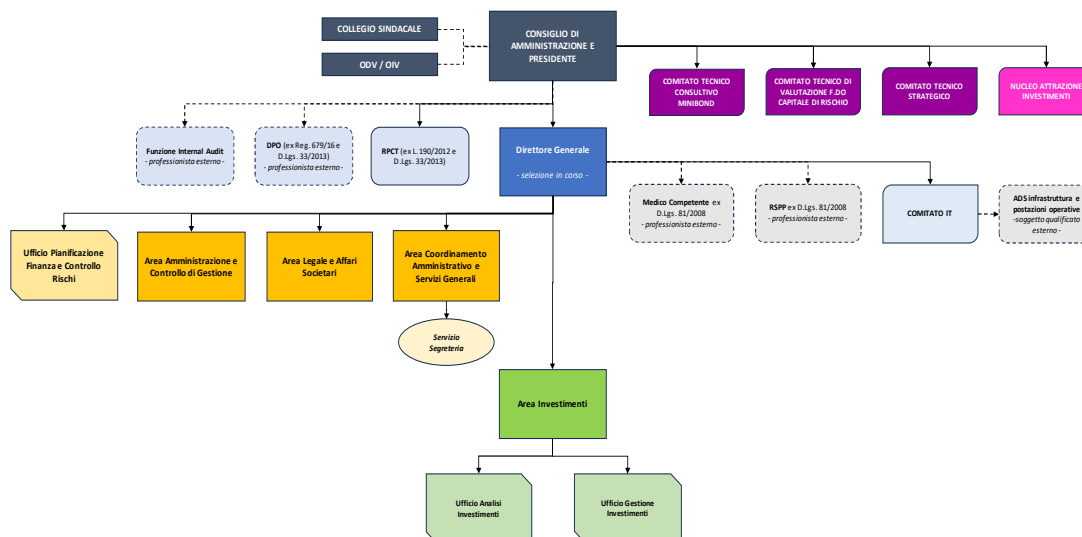 COLLEGIO SINDACALE
ODV / OIV
CONSIGLIO DI
AMMINISTRAZIONE E
PRESIDENTE
COMITATO TECNICO
CONSULTIVO
MINIBOND
COMITATO TECNICO DI
VALUTAZIONE F.DO
CAPITALE DI RISCHIO
COMITATO TECNICO
STRATEGICO
NUCLEO ATTRAZIONE
INVESTIMENTI
Funzione Internal Audit
- professionista esterno -
DPO (ex Reg. 679/16 e
D.Lgs. 33/2013)
- professionista esterno -
RPCT (ex L. 190/2012 e
D.Lgs. 33/2013)
Direttore Generale
- selezione in corso -
Medico Competente ex
D.Lgs. 81/2008
- professionista esterno -
RSPP ex D.Lgs. 81/2008
- professionista esterno -
COMITATO IT
ADS infrastruttura e
postazioni operative
-soggetto qualificato
esterno -
Ufficio Pianificazione
Finanza e Controllo
Rischi
Area Amministrazione e
Controllo di Gestione
Area Legale e Affari
Societari
Area Coordinamento
Amministrativo e
Servizi Generali
Servizio
Segreteria
Area Investimenti
Ufficio Analisi
Investimenti
Ufficio Gestione
Investimenti